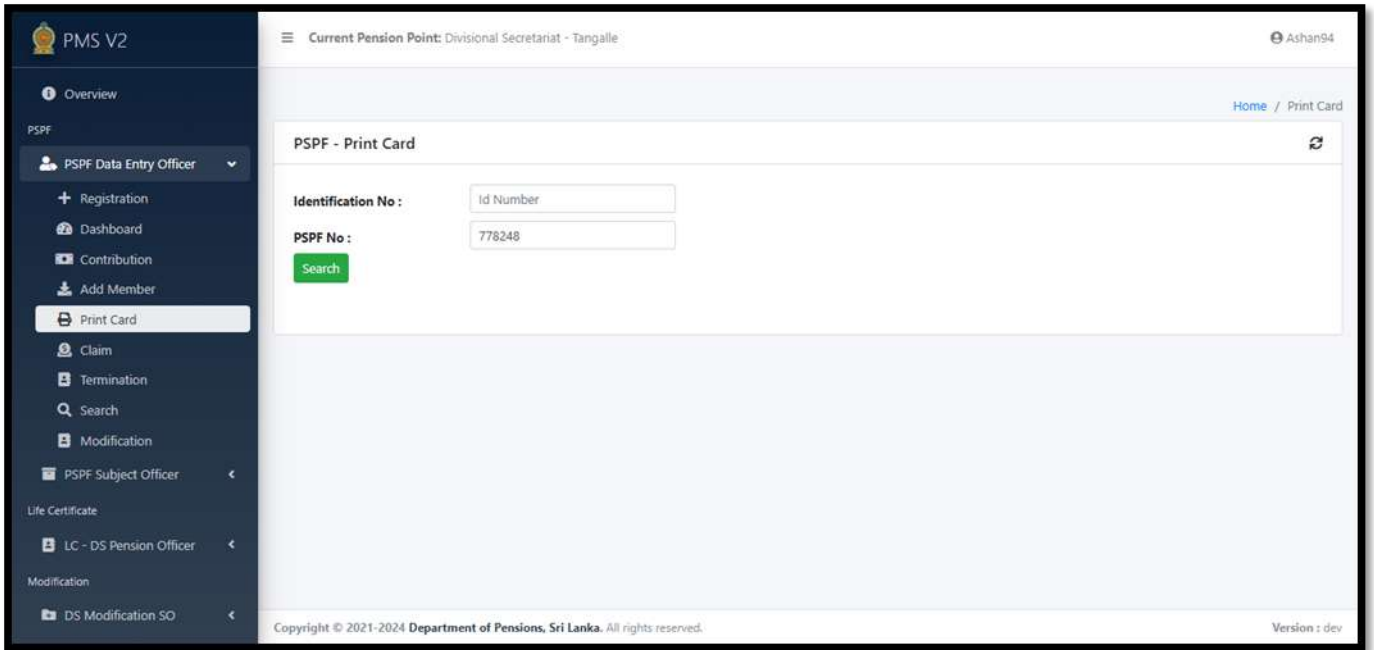 PMS V2
Current Pension Point: Divisional Secretariat - Tangalle
Ashan94
Overview
Home / Print Card
PSPF
PSPF - Print Card
PSPF Data Entry Officer
Registration
Identification No :
Id Number
Dashboard
PSPF No :
778248
Contribution
Search
Add Member
Print Card
Claim
Termination
Search
Modification
PSPF Subject Officer
Life Certificate
LC - DS Pension Officer
Modification
DS Modification SO
Copyright © 2021-2024 Department of Pensions, Sri Lanka. All rights reserved.
Version : dev